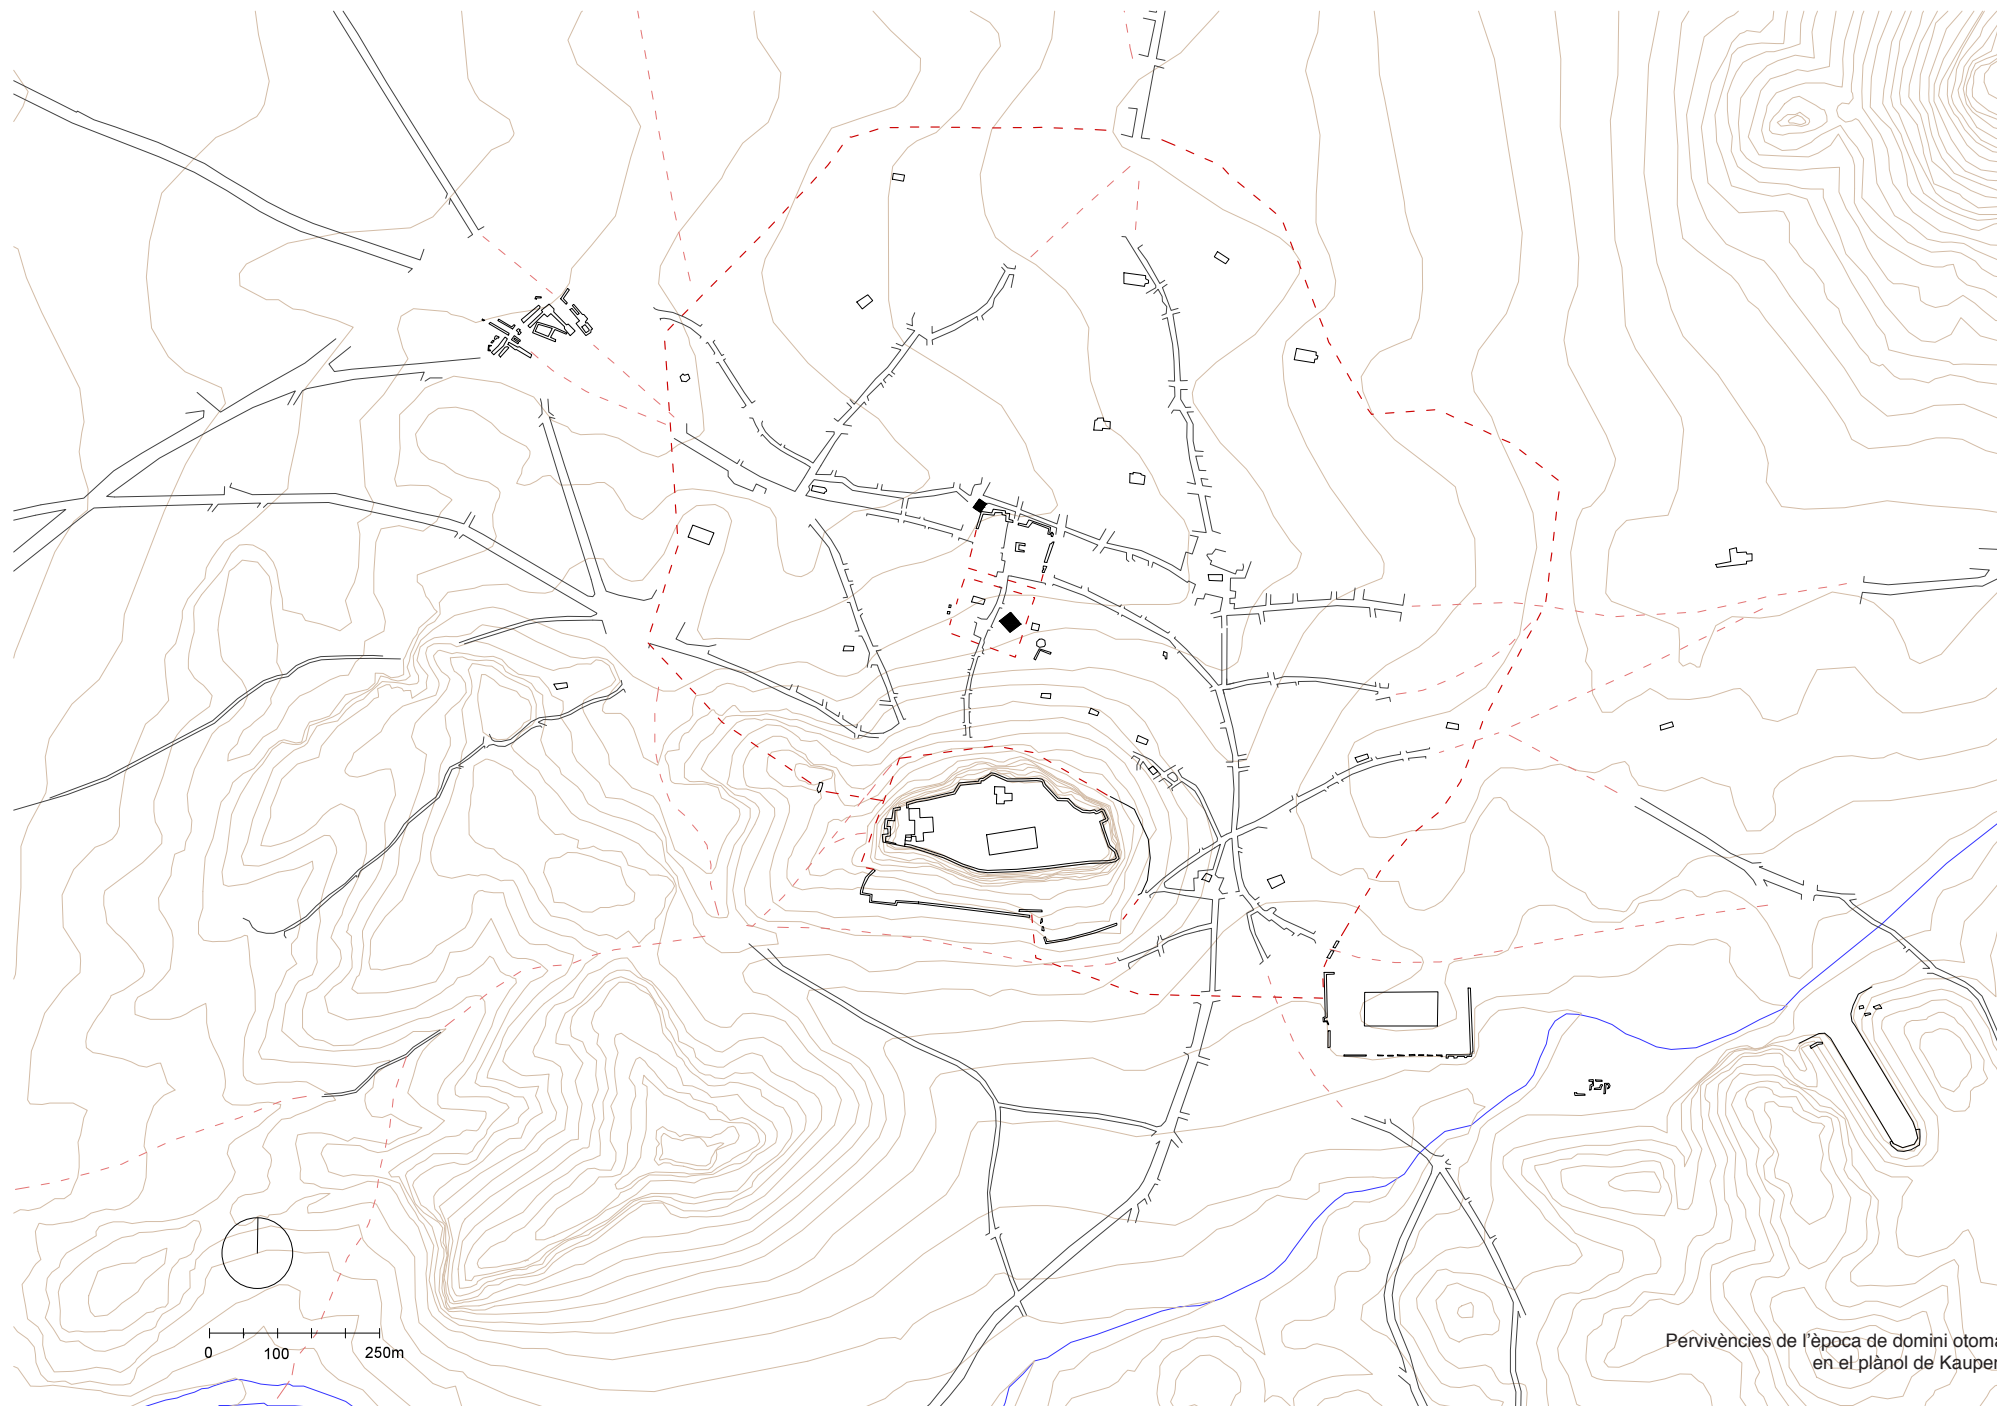 0 100 250m
Pervivències de l'època de domini otoma
en el plànol de Kauper